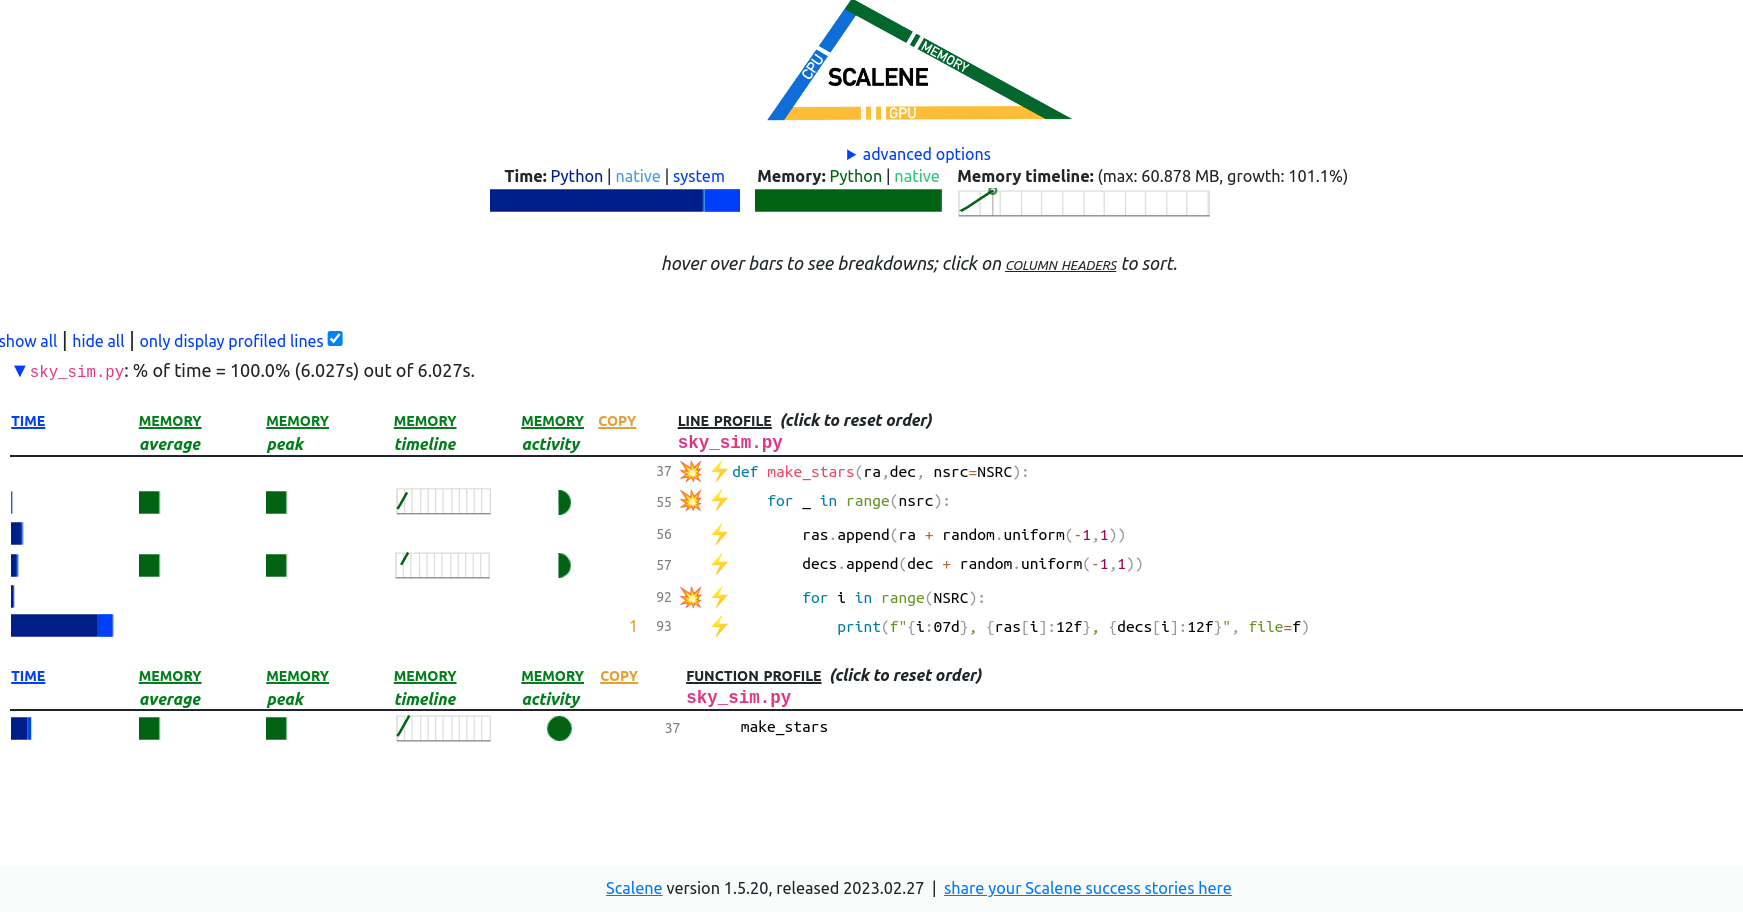 CPU
MEMORY
SCALENE
GPU
▶ advanced options
Time: Python | native | system
Memory: Python | native
Memory timeline: (max: 60.878 MB, growth: 101.1%)
hover over bars to see breakdowns; click on COLUMN HEADERS to sort.
show all | hide all | only display profiled lines
▼sky_sim.py: % of time = 100.0% (6.027s) out of 6.027s.
TIME MEMORY MEMORY MEMORY MEMORY COPY LINE PROFILE (click to reset order)
average peak timeline activity sky_sim.py
37 💥 ⚡def make_stars(ra,dec, nsrc=NSRC):
55 💥 ⚡    for _ in range(nsrc):
56 ⚡        ras.append(ra + random.uniform(-1,1))
57 ⚡        decs.append(dec + random.uniform(-1,1))
92 💥 ⚡        for i in range(NSRC):
1 93 ⚡            print(f"{i:07d}, {ras[i]:12f}, {decs[i]:12f}", file=f)
TIME MEMORY MEMORY MEMORY MEMORY COPY FUNCTION PROFILE (click to reset order)
average peak timeline activity sky_sim.py
37 make_stars
Scalene version 1.5.20, released 2023.02.27 | share your Scalene success stories here